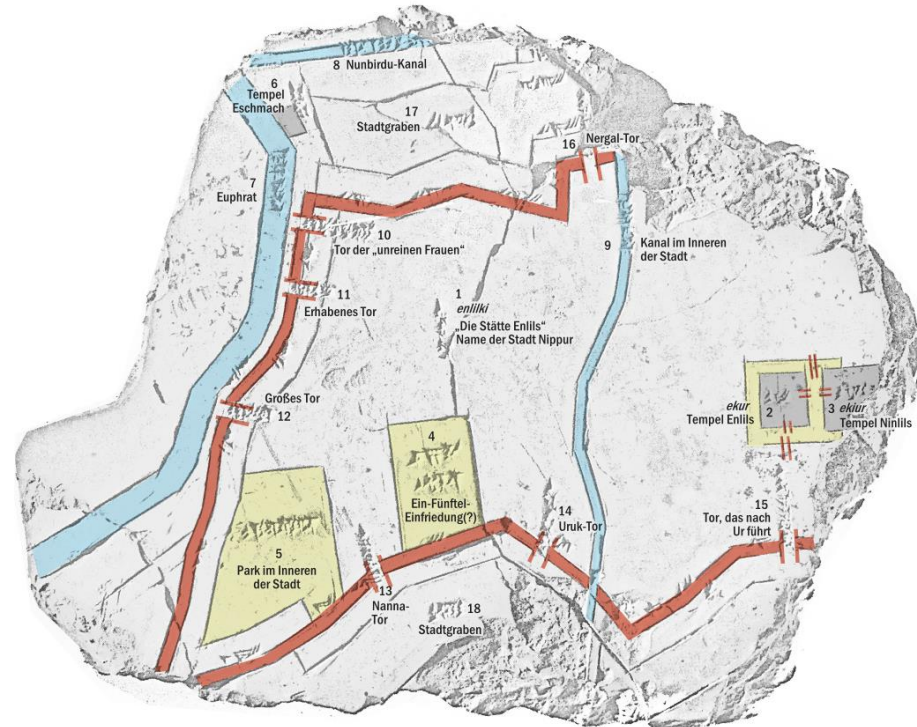 8 Nunbirdu-Kanal
6
Tempel
Eschmach
17
Stadtgraben
16
Nergal-Tor
7
Euphrat
10
Tor der „unreinen Frauen“
9
Kanal im Inneren
der Stadt
11
Erhabenes Tor
1
enlilki
„Die Stätte Enlils“
Name der Stadt Nippur
Großes Tor
12
ekur
2
Tempel Enlils
3
ekiur
Tempel Ninlils
4
Ein-Fünftel-
Einfriedung(?)
14
Uruk-Tor
15
Tor, das nach
Ur führt
5
Park im Inneren
der Stadt
13
Nanna-
Tor
18
Stadtgraben